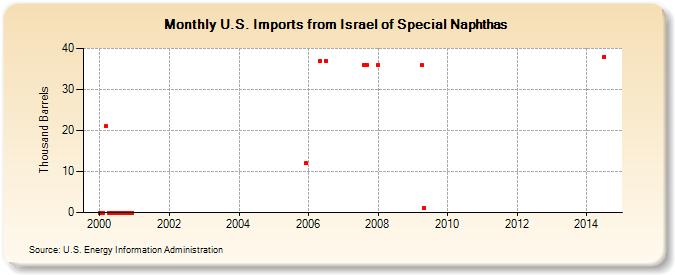 Monthly U.S. Imports from Israel of Special Naphthas
Thousand Barrels
40
30
20
10
0
2000 2002 2004 2006 2008 2010 2012 2014
Source: U.S. Energy Information Administration